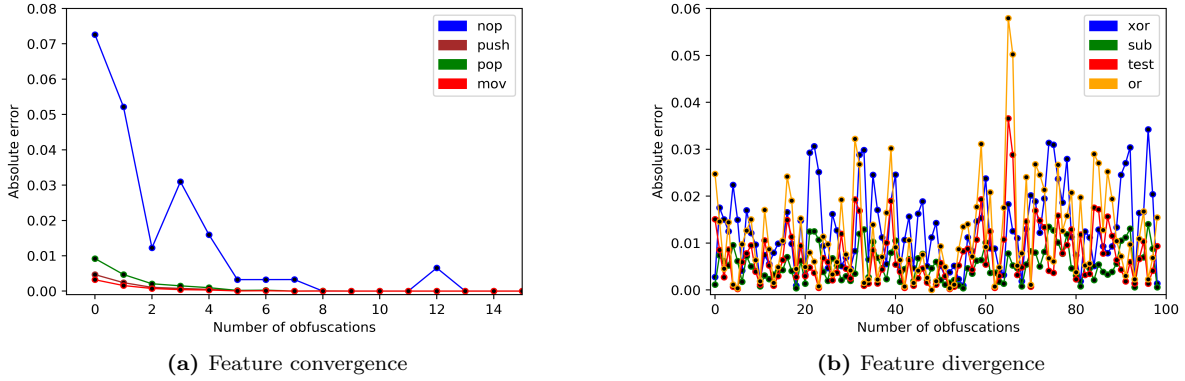 0.08
0.07
0.06
0.05
0.04
0.03
0.02
0.01
0.00
Absolute error
0 2 4 6 8 10 12 14
Number of obfuscations
nop
push
pop
mov
(a) Feature convergence
0.06
0.05
0.04
0.03
0.02
0.01
0.00
Absolute error
0 20 40 60 80 100
Number of obfuscations
xor
sub
test
or
(b) Feature divergence